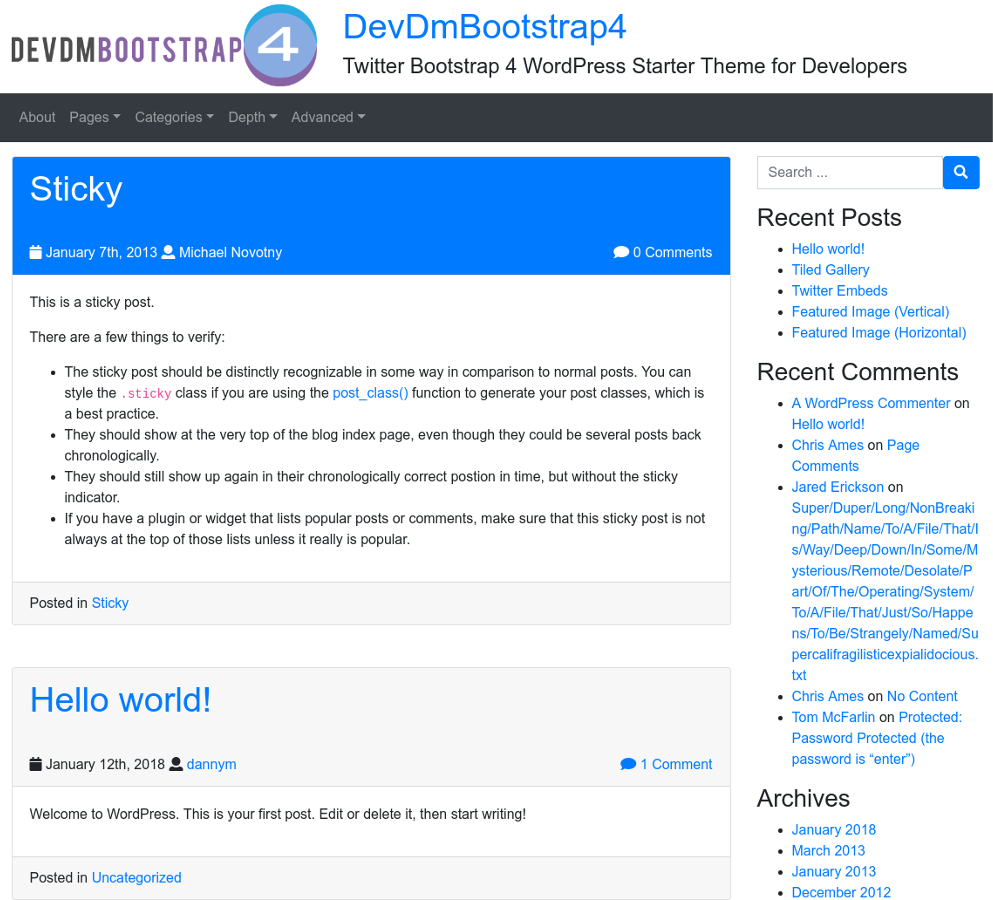 DEVDMBOOTSTRAP4
DevDmBootstrap4
Twitter Bootstrap 4 WordPress Starter Theme for Developers
About Pages Categories Depth Advanced
Sticky
January 7th, 2013 Michael Novotny 0 Comments
This is a sticky post.
There are a few things to verify:
The sticky post should be distinctly recognizable in some way in comparison to normal posts. You can
style the .sticky class if you are using the post_class() function to generate your post classes, which is
a best practice.
They should show at the very top of the blog index page, even though they could be several posts back
chronologically.
They should still show up again in their chronologically correct postion in time, but without the sticky
indicator.
If you have a plugin or widget that lists popular posts or comments, make sure that this sticky post is not
always at the top of those lists unless it really is popular.
Posted in Sticky
Hello world!
January 12th, 2018 dannym 1 Comment
Welcome to WordPress. This is your first post. Edit or delete it, then start writing!
Posted in Uncategorized
Search ...
Recent Posts
Hello world!
Tiled Gallery
Twitter Embeds
Featured Image (Vertical)
Featured Image (Horizontal)
Recent Comments
A WordPress Commenter on
Hello world!
Chris Ames on Page
Comments
Jared Erickson on
Super/Duper/Long/NonBreaki
ng/Path/Name/To/A/File/That/I
s/Way/Deep/Down/In/Some/M
ysterious/Remote/Desolate/P
art/Of/The/Operating/System/
To/A/File/That/Just/So/Happe
ns/To/Be/Strangely/Named/Su
percalifragilisticexpialidocious.
txt
Chris Ames on No Content
Tom McFarlin on Protected:
Password Protected (the
password is “enter”)
Archives
January 2018
March 2013
January 2013
December 2012